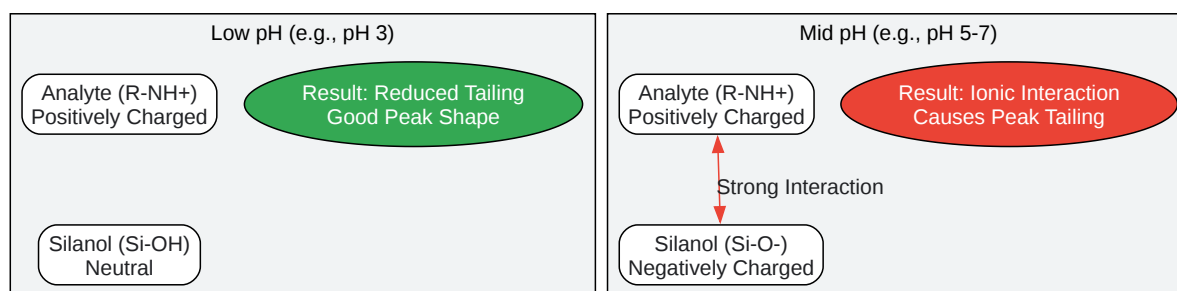 Low pH (e.g., pH 3)
Analyte (R-NH+)
Positively Charged
Result: Reduced Tailing
Good Peak Shape
Silanol (Si-OH)
Neutral
Mid pH (e.g., pH 5-7)
Analyte (R-NH+)
Positively Charged
Result: Ionic Interaction
Causes Peak Tailing
Strong Interaction
Silanol (Si-O-)
Negatively Charged